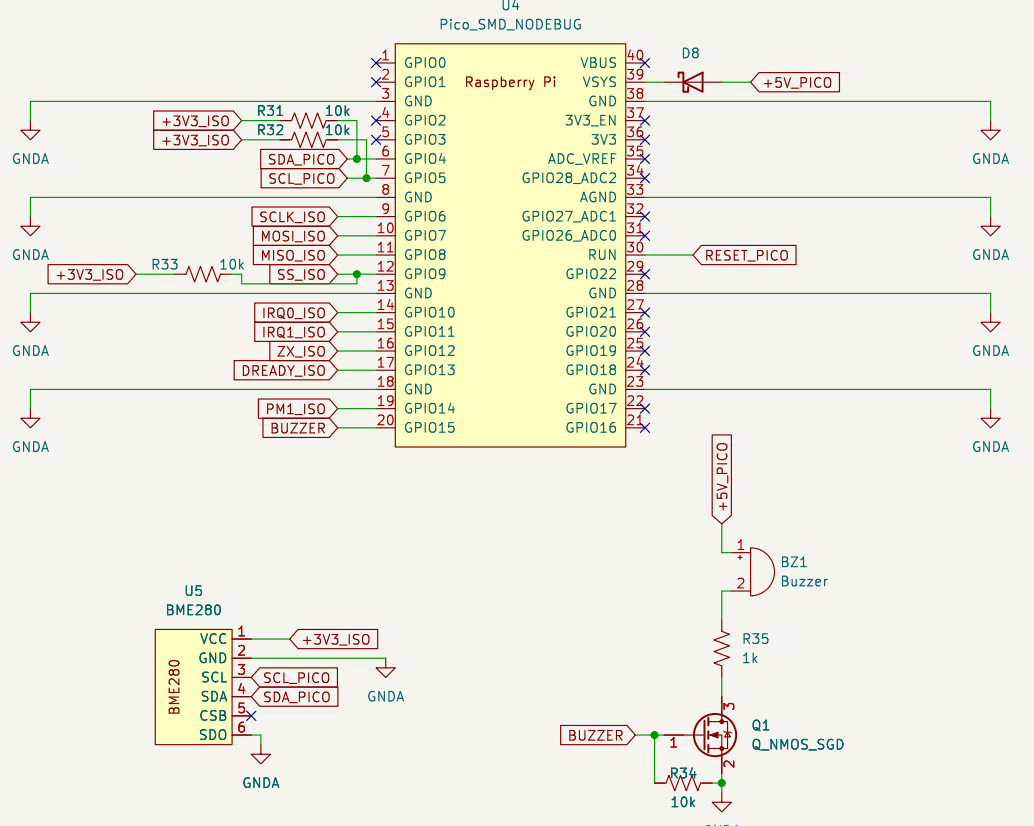 U4
Pico_SMD_NODEBUG
Raspberry Pi
1 GPIO0
2 GPIO1
3 GND
4 GPIO2
5 GPIO3
6 GPIO4
7 GPIO5
8 GND
9 GPIO6
10 GPIO7
11 GPIO8
12 GPIO9
13 GND
14 GPIO10
15 GPIO11
16 GPIO12
17 GPIO13
18 GND
19 GPIO14
20 GPIO15
VBUS 40
VSYS 39
GND 38
3V3_EN 37
3V3 36
ADC_VREF 35
GPIO28_ADC2 34
AGND 33
GPIO27_ADC1 32
GPIO26_ADC0 31
RUN 30
GPIO22 29
GND 28
GPIO21 27
GPIO20 26
GPIO19 25
GPIO18 24
GND 23
GPIO17 22
GPIO16 21
+3V3_ISO R31 10k
+3V3_ISO R32 10k
SDA_PICO
SCL_PICO
SCLK_ISO
MOSI_ISO
MISO_ISO
+3V3_ISO R33 10k SS_ISO
IRQ0_ISO
IRQ1_ISO
ZX_ISO
DREADY_ISO
PM1_ISO
BUZZER
GNDA
GNDA
GNDA
GNDA
D8
+5V_PICO
RESET_PICO
GNDA
GNDA
GNDA
GNDA
U5
BME280
BME280
VCC 1 +3V3_ISO
GND 2
SCL 3 SCL_PICO
SDA 4 SDA_PICO
CSB 5
SDO 6
GNDA
GNDA
+5V_PICO
1
+
2
BZ1
Buzzer
R35
1k
3
BUZZER
1
Q1
Q_NMOS_SGD
2
R34
10k